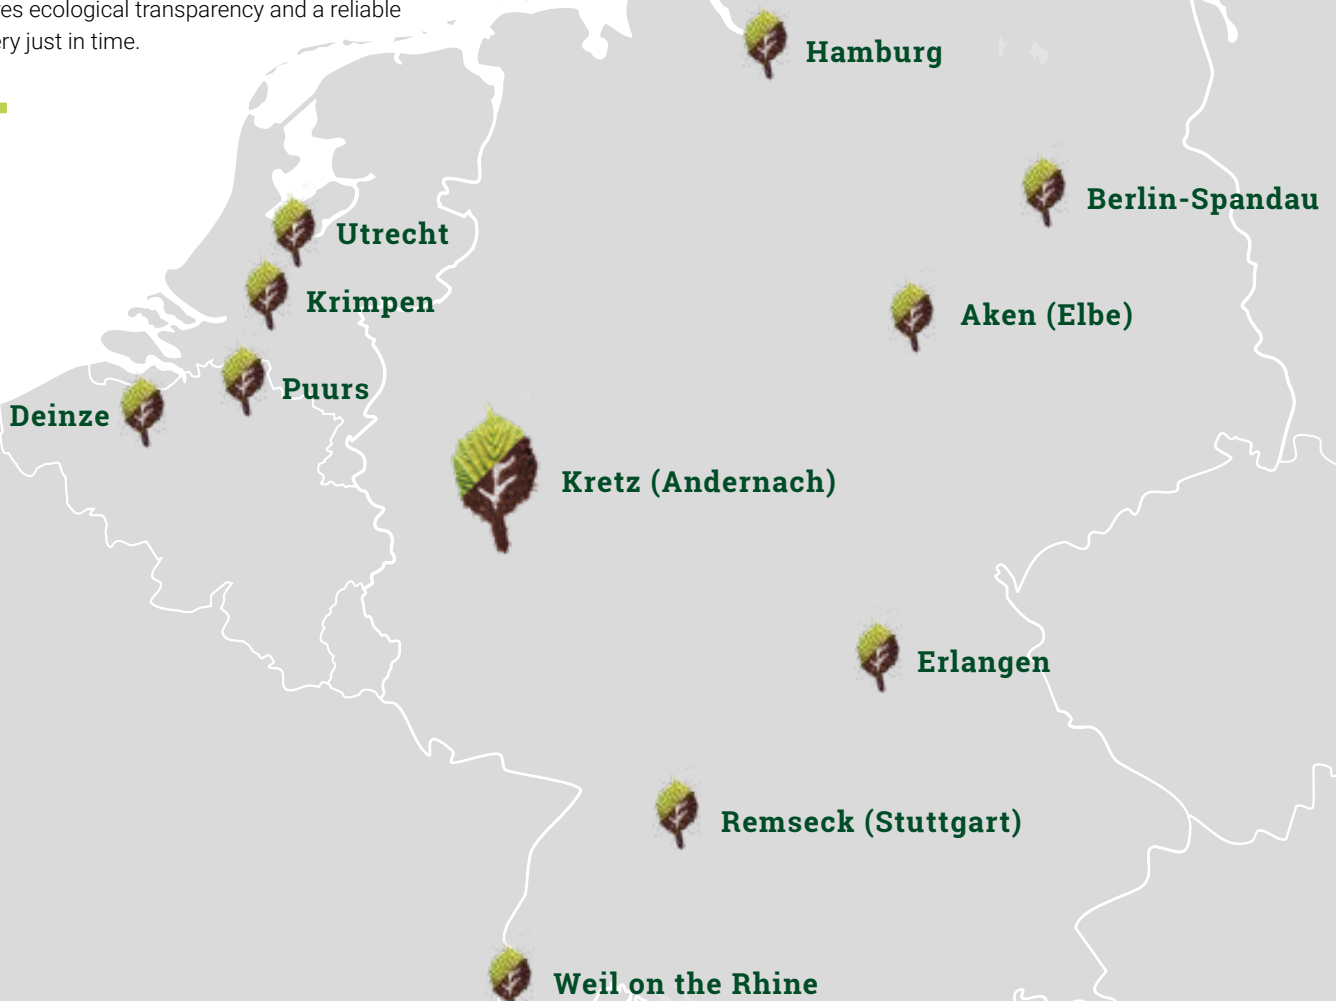 es ecological transparency and a reliable
ry just in time.
Hamburg
Berlin-Spandau
Utrecht
Krimpen
Aken (Elbe)
Puurs
Deinze
Kretz (Andernach)
Erlangen
Remseck (Stuttgart)
Weil on the Rhine